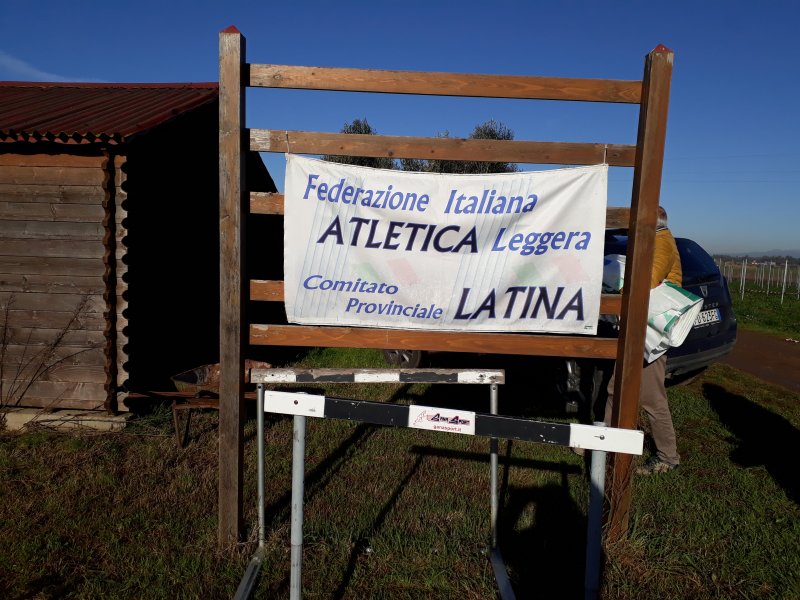 Federazione Italiana
ATLETICA Leggera
Comitato
Provinciale LATINA